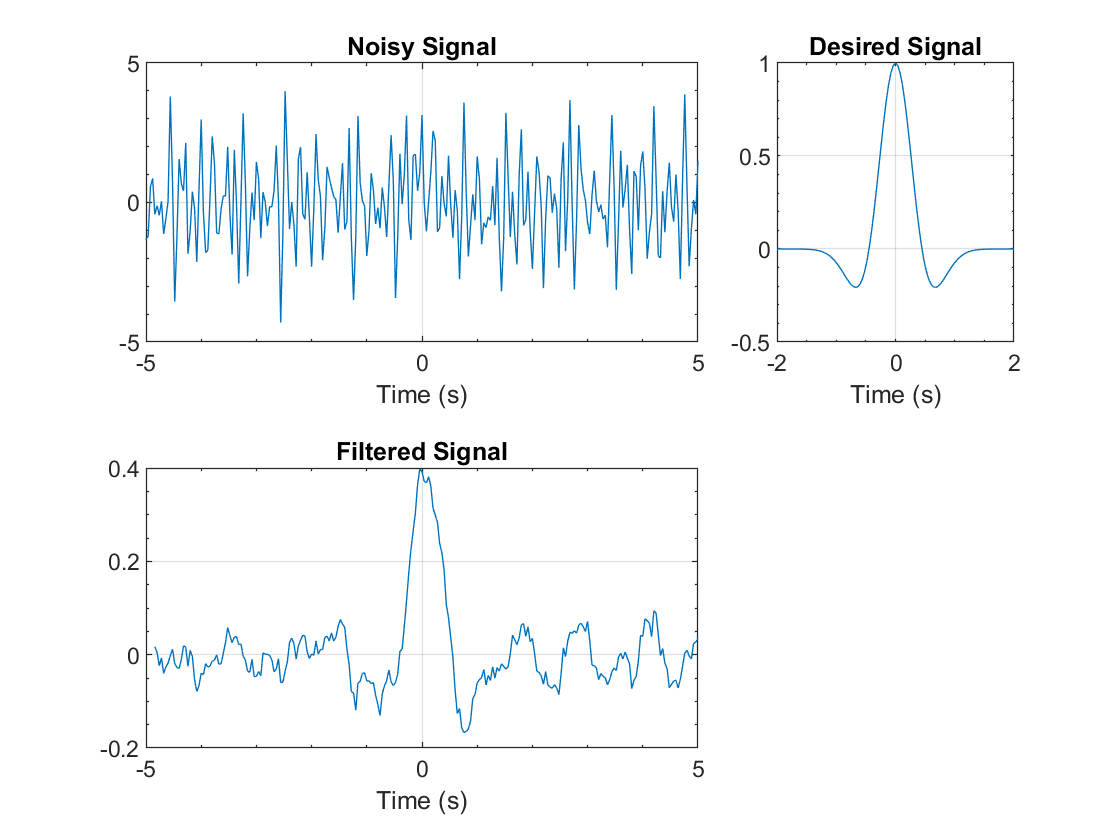 Noisy Signal
5
0
-5
-5 0 5
Time (s)
Desired Signal
1
0.5
0
-0.5
-2 0 2
Time (s)
Filtered Signal
0.4
0.2
0
-0.2
-5 0 5
Time (s)